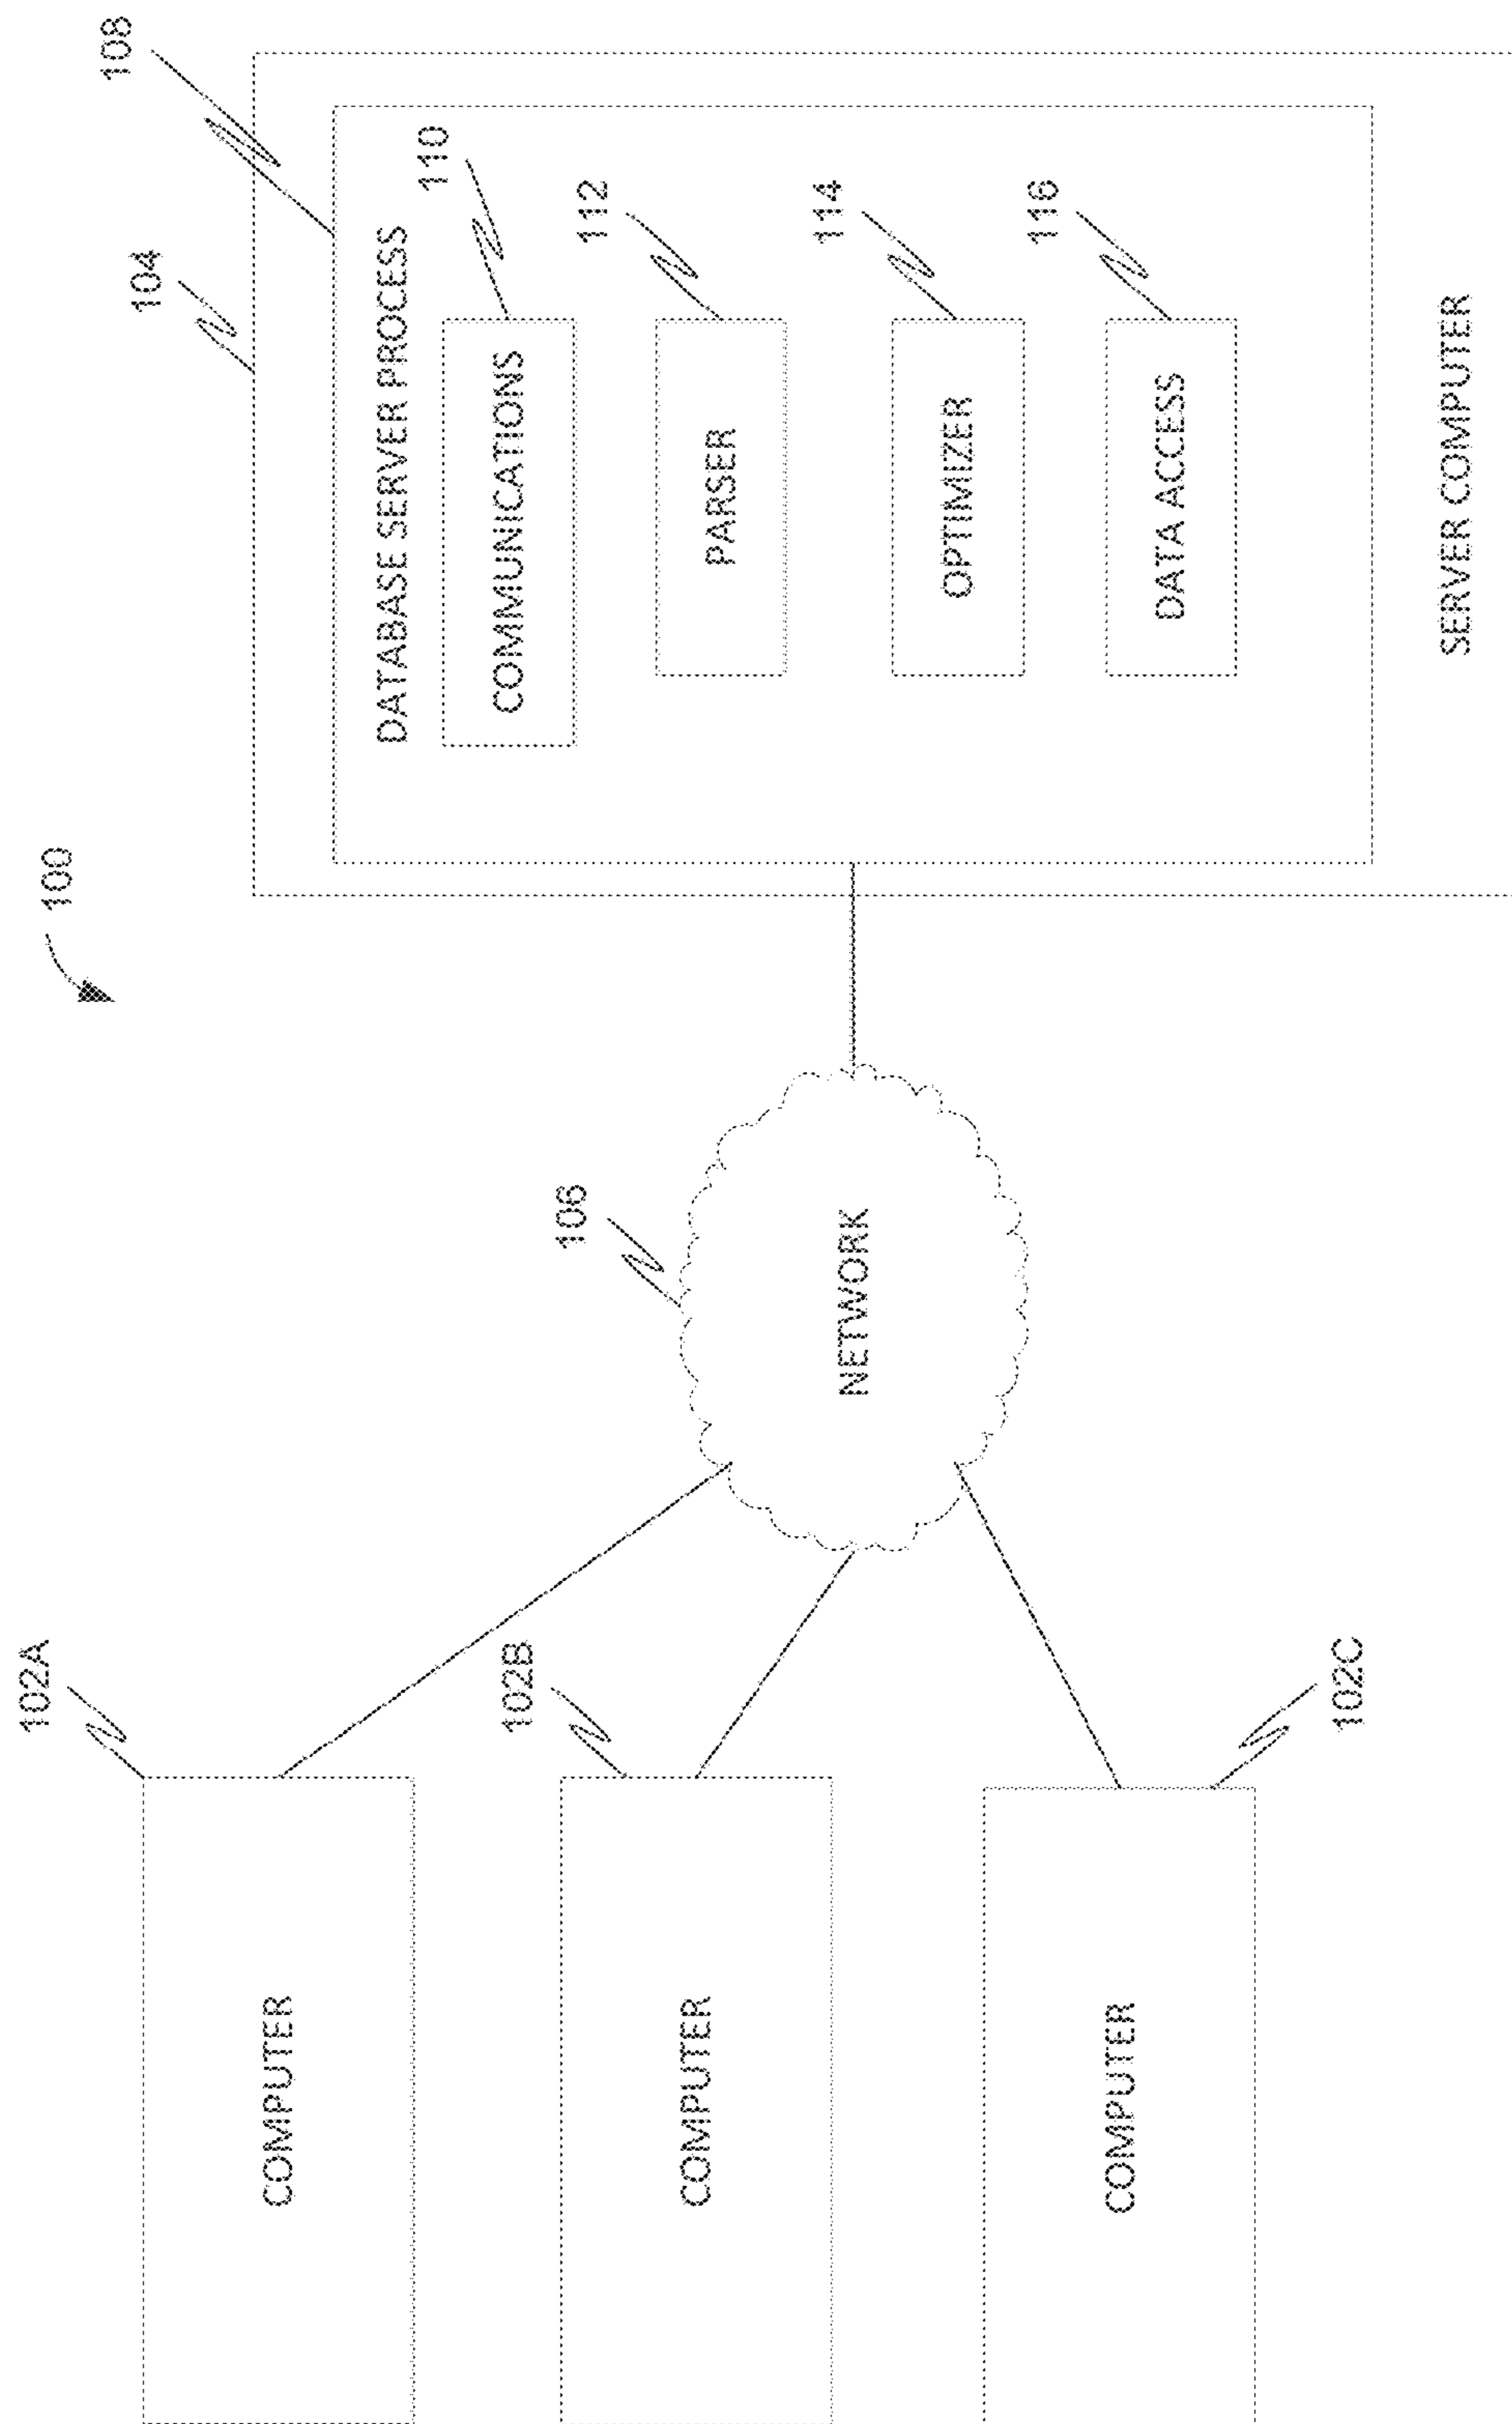 100
102A
COMPUTER
102B
COMPUTER
102C
COMPUTER
106
NETWORK
104
108
DATABASE SERVER PROCESS
110
COMMUNICATIONS
112
PARSER
114
OPTIMIZER
116
DATA ACCESS
SERVER COMPUTER